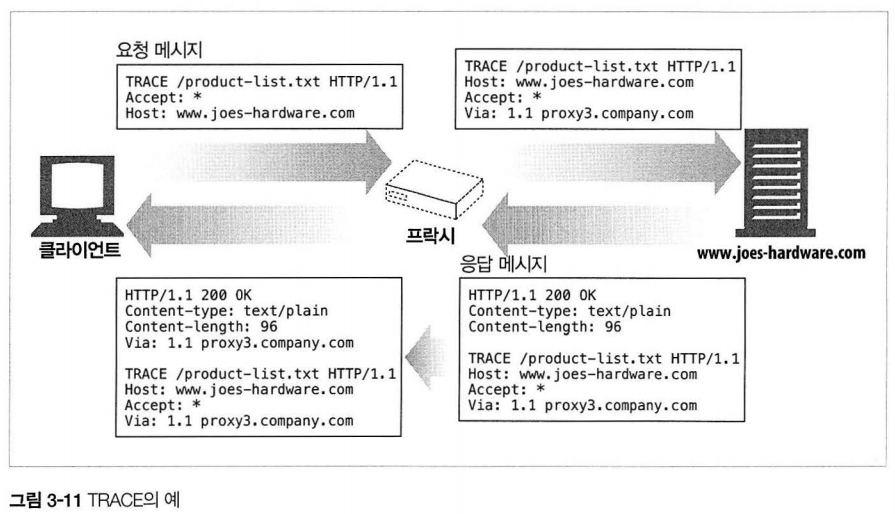 요청 메시지
TRACE /product-list.txt HTTP/1.1
Accept: *
Host: www.joes-hardware.com
TRACE /product-list.txt HTTP/1.1
Host: www.joes-hardware.com
Accept: *
Via: 1.1 proxy3.company.com
클라이언트
프락시
www.joes-hardware.com
응답 메시지
HTTP/1.1 200 OK
Content-type: text/plain
Content-length: 96
Via: 1.1 proxy3.company.com
TRACE /product-list.txt HTTP/1.1
Host: www.joes-hardware.com
Accept: *
Via: 1.1 proxy3.company.com
HTTP/1.1 200 OK
Content-type: text/plain
Content-length: 96
TRACE /product-list.txt HTTP/1.1
Host: www.joes-hardware.com
Accept: *
Via: 1.1 proxy3.company.com
그림 3-11 TRACE의 예